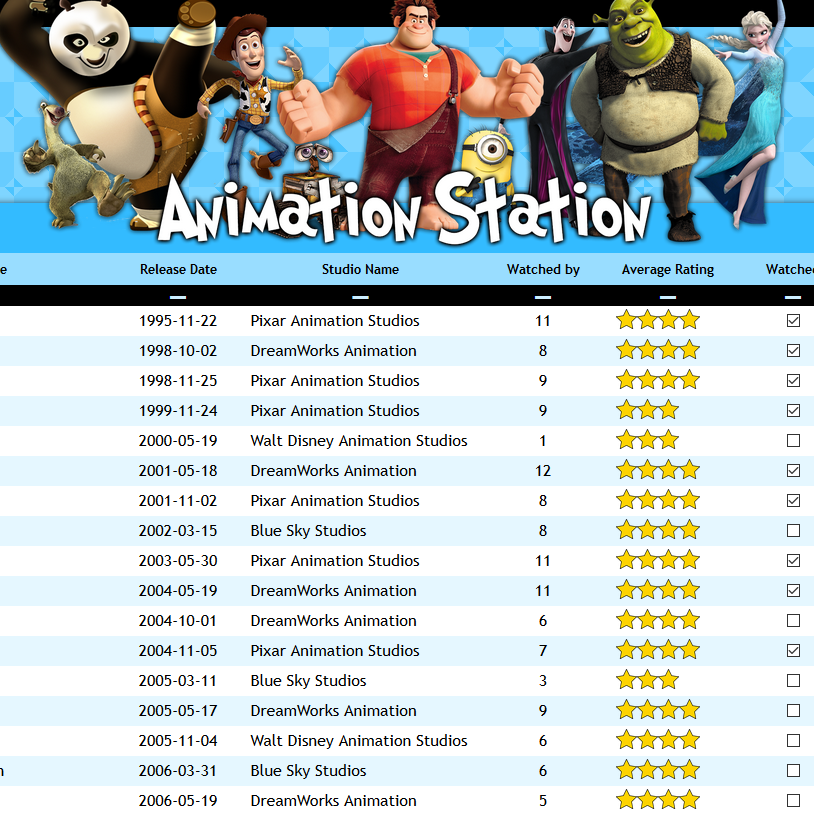 Animation Station
e Release Date Studio Name Watched by Average Rating Watche
1995-11-22 Pixar Animation Studios 11
1998-10-02 DreamWorks Animation 8
1998-11-25 Pixar Animation Studios 9
1999-11-24 Pixar Animation Studios 9
2000-05-19 Walt Disney Animation Studios 1
2001-05-18 DreamWorks Animation 12
2001-11-02 Pixar Animation Studios 8
2002-03-15 Blue Sky Studios 8
2003-05-30 Pixar Animation Studios 11
2004-05-19 DreamWorks Animation 11
2004-10-01 DreamWorks Animation 6
2004-11-05 Pixar Animation Studios 7
2005-03-11 Blue Sky Studios 3
2005-05-17 DreamWorks Animation 9
2005-11-04 Walt Disney Animation Studios 6
n 2006-03-31 Blue Sky Studios 6
2006-05-19 DreamWorks Animation 5